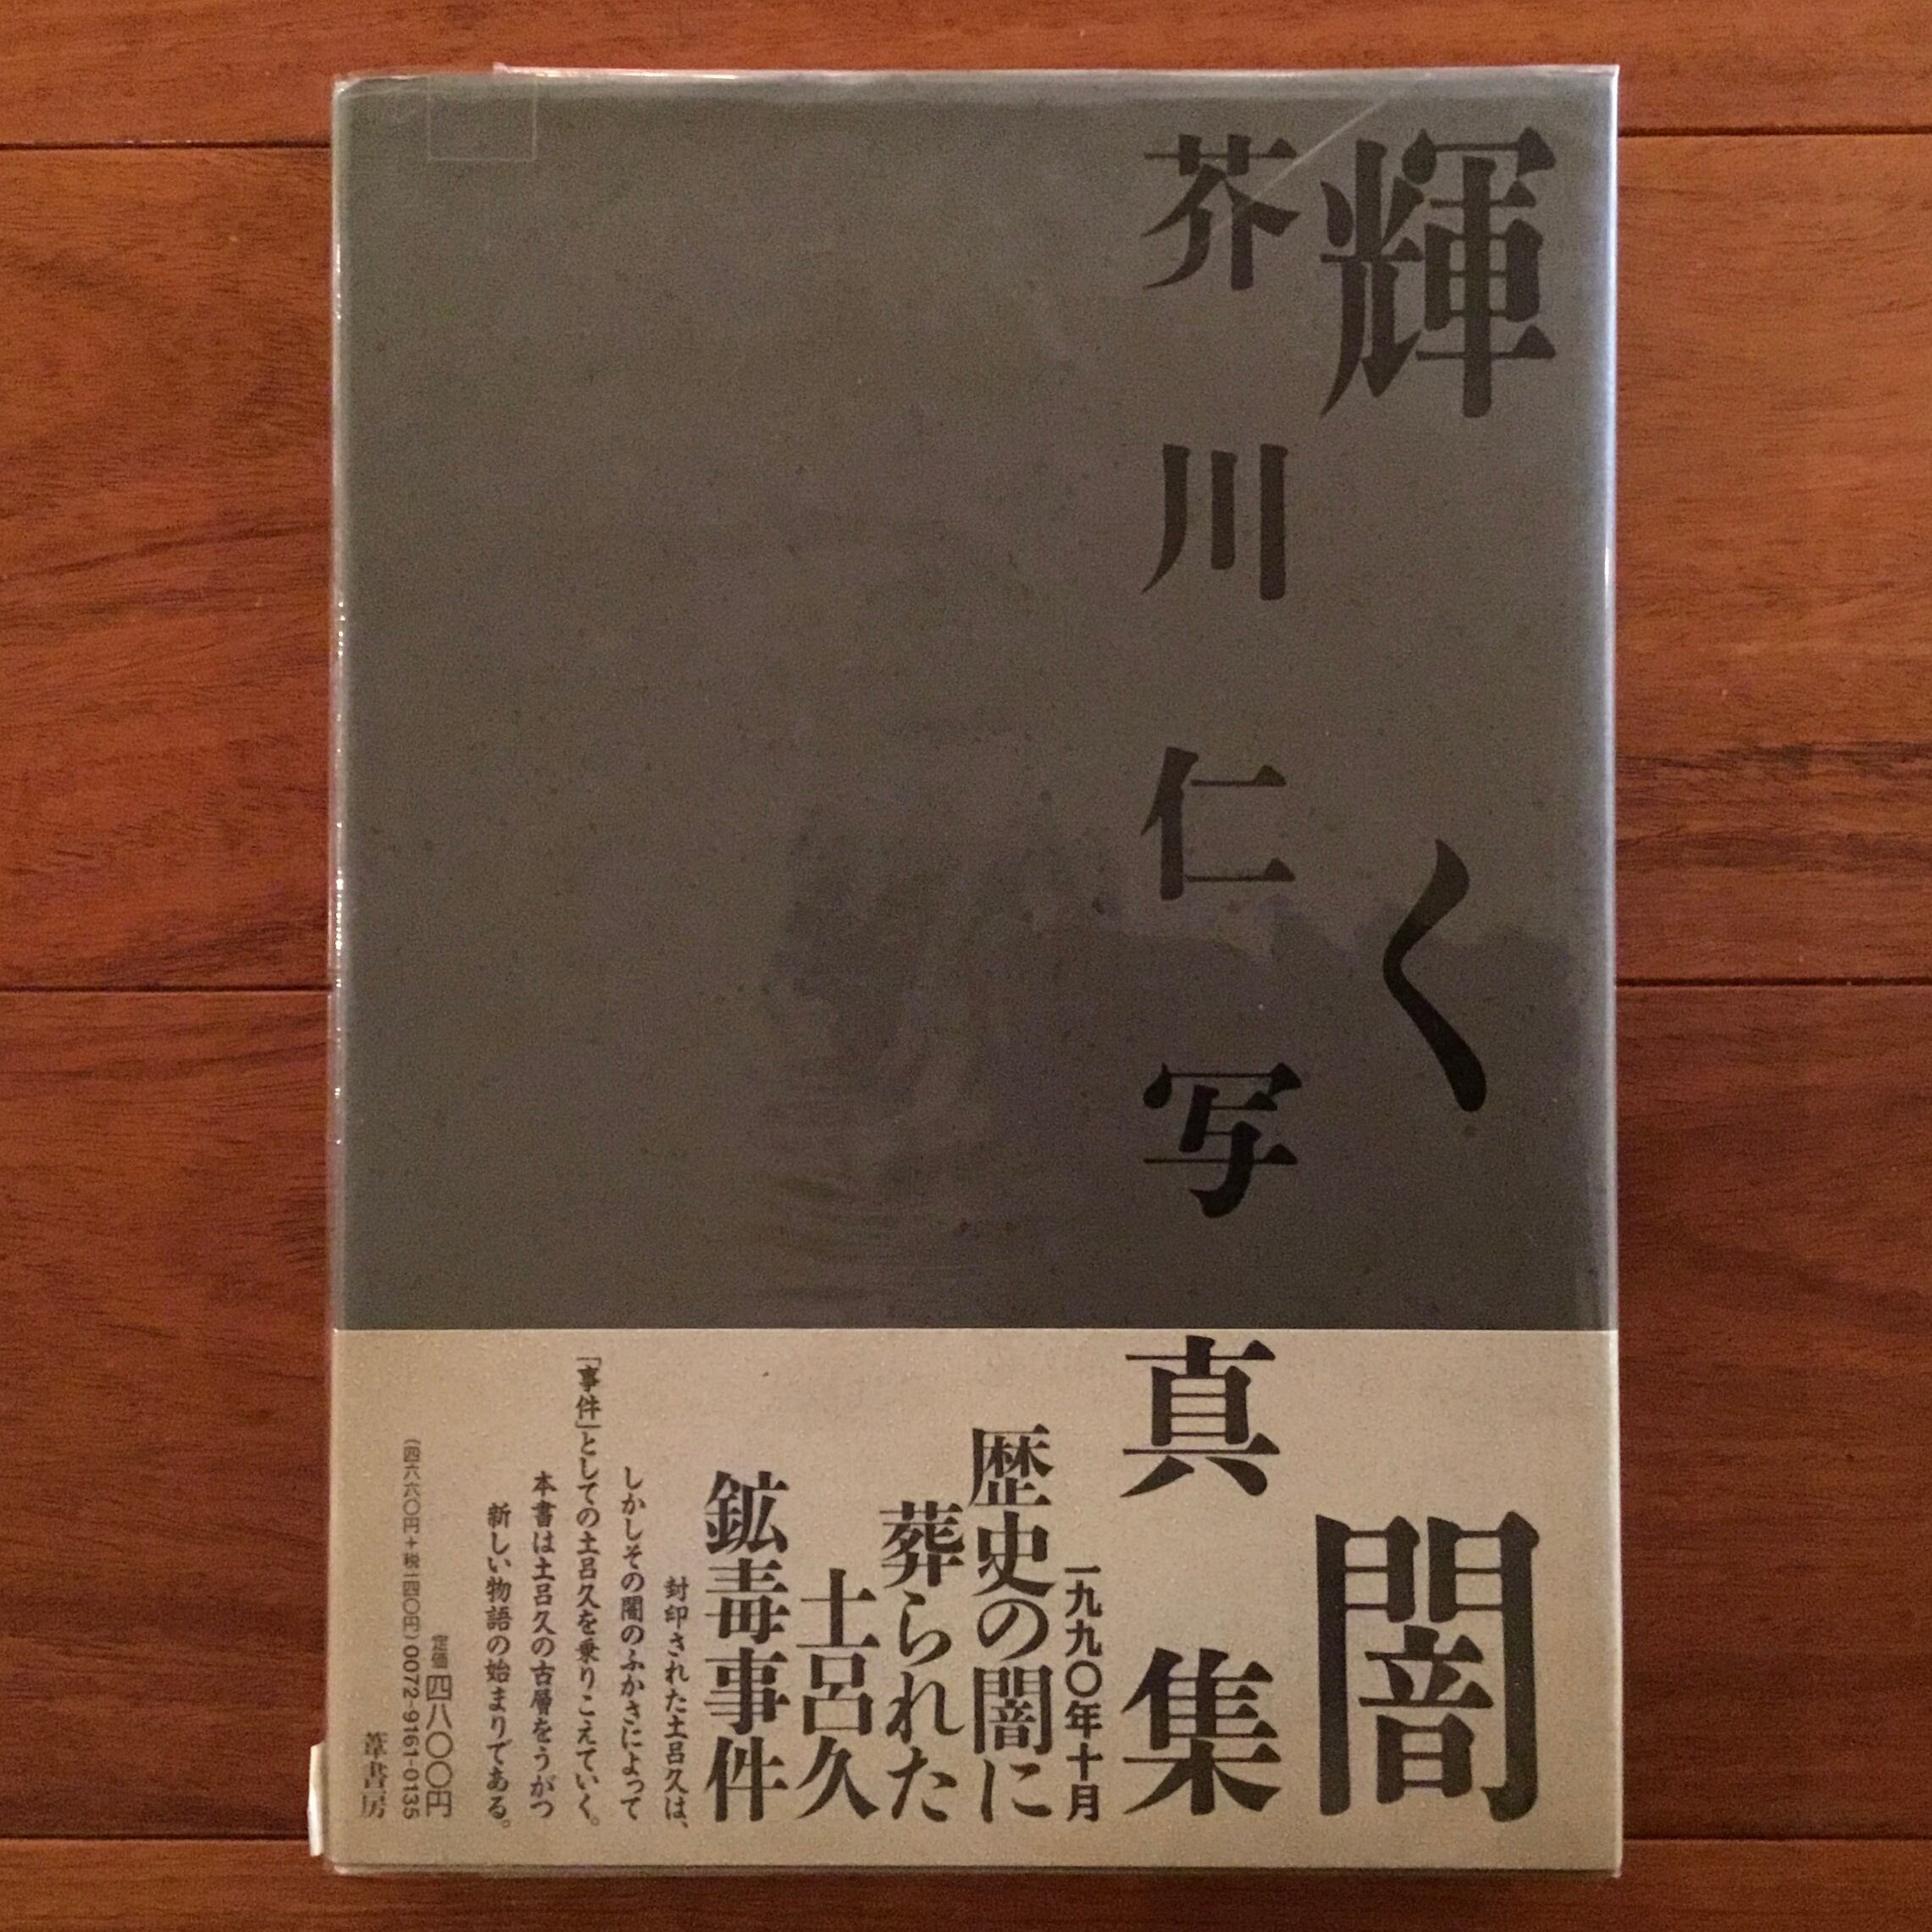 輝く闇
芥川仁写真集
一九九〇年十月
歴史の闇に
葬られた
土呂久
鉱毒事件
封印された土呂久は、
しかしその闇のふかさによって
「事件」としての土呂久を乗りこえていく。
本書は土呂久の古層をうがつ
新しい物語の始まりである。
定価四八〇〇円
(四六六〇円+税一四〇円)0072-9161-0135
葦書房